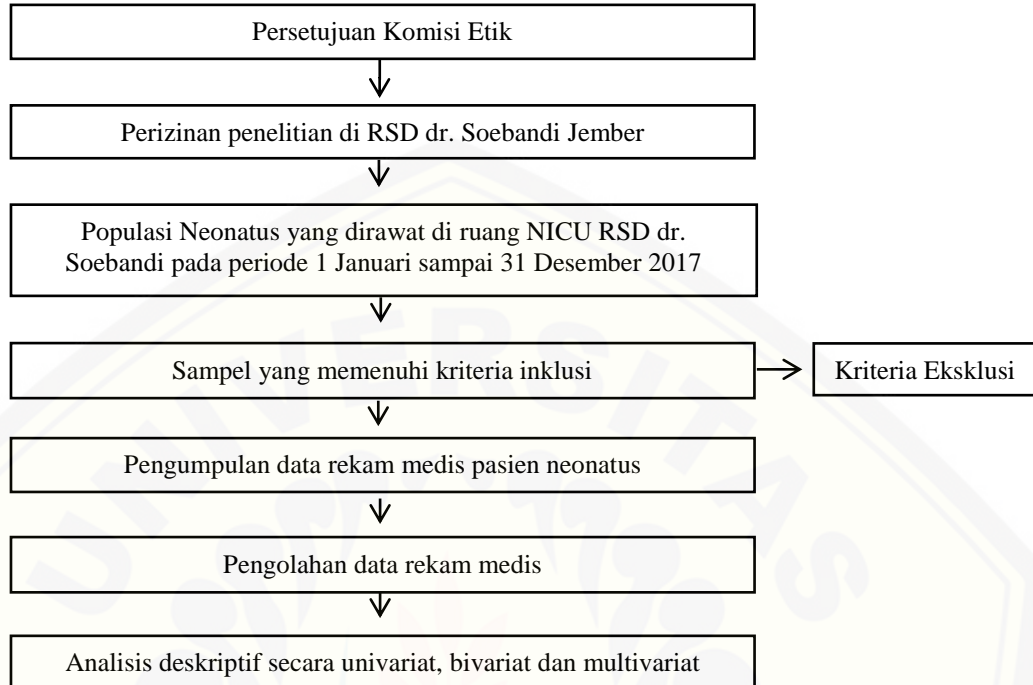 Persetujuan Komisi Etik
Perizinan penelitian di RSD dr. Soebandi Jember
Populasi Neonatus yang dirawat di ruang NICU RSD dr.
Soebandi pada periode 1 Januari sampai 31 Desember 2017
Sampel yang memenuhi kriteria inklusi
Kriteria Eksklusi
Pengumpulan data rekam medis pasien neonatus
Pengolahan data rekam medis
Analisis deskriptif secara univariat, bivariat dan multivariat
UNIVERSITAS